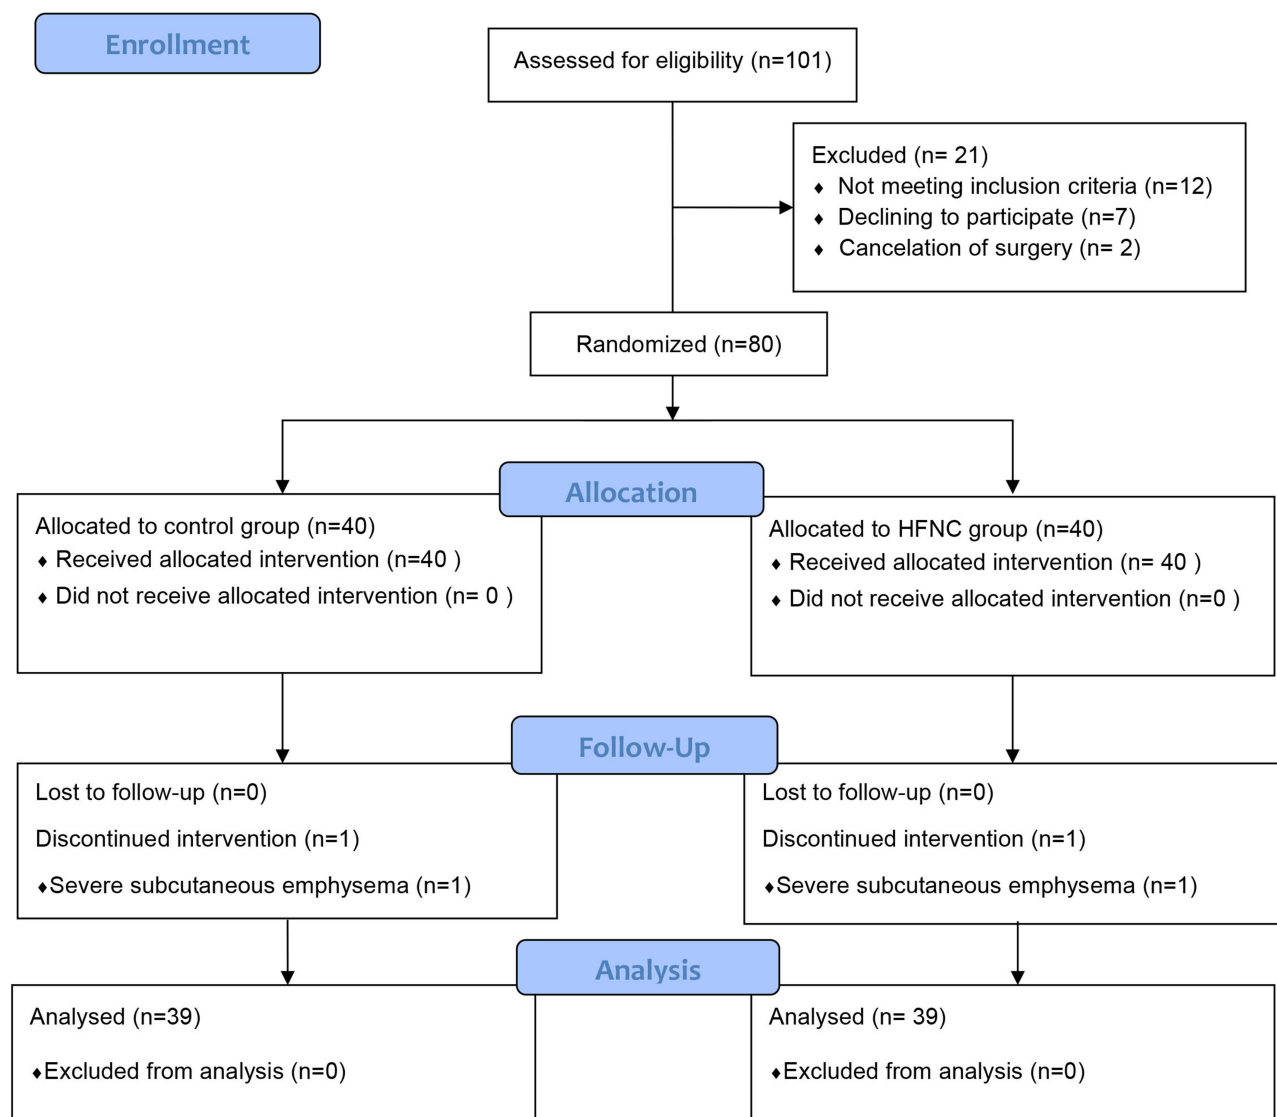 Enrollment
Assessed for eligibility (n=101)
Excluded (n= 21)
♦ Not meeting inclusion criteria (n=12)
♦ Declining to participate (n=7)
♦ Cancelation of surgery (n= 2)
Randomized (n=80)
Allocation
Allocated to control group (n=40)
♦ Received allocated intervention (n=40 )
♦ Did not receive allocated intervention (n= 0 )
Allocated to HFNC group (n=40)
♦ Received allocated intervention (n= 40 )
♦ Did not receive allocated intervention (n=0 )
Follow-Up
Lost to follow-up (n=0)
Discontinued intervention (n=1)
♦Severe subcutaneous emphysema (n=1)
Lost to follow-up (n=0)
Discontinued intervention (n=1)
♦Severe subcutaneous emphysema (n=1)
Analysis
Analysed (n=39)
♦Excluded from analysis (n=0)
Analysed (n= 39)
♦Excluded from analysis (n=0)